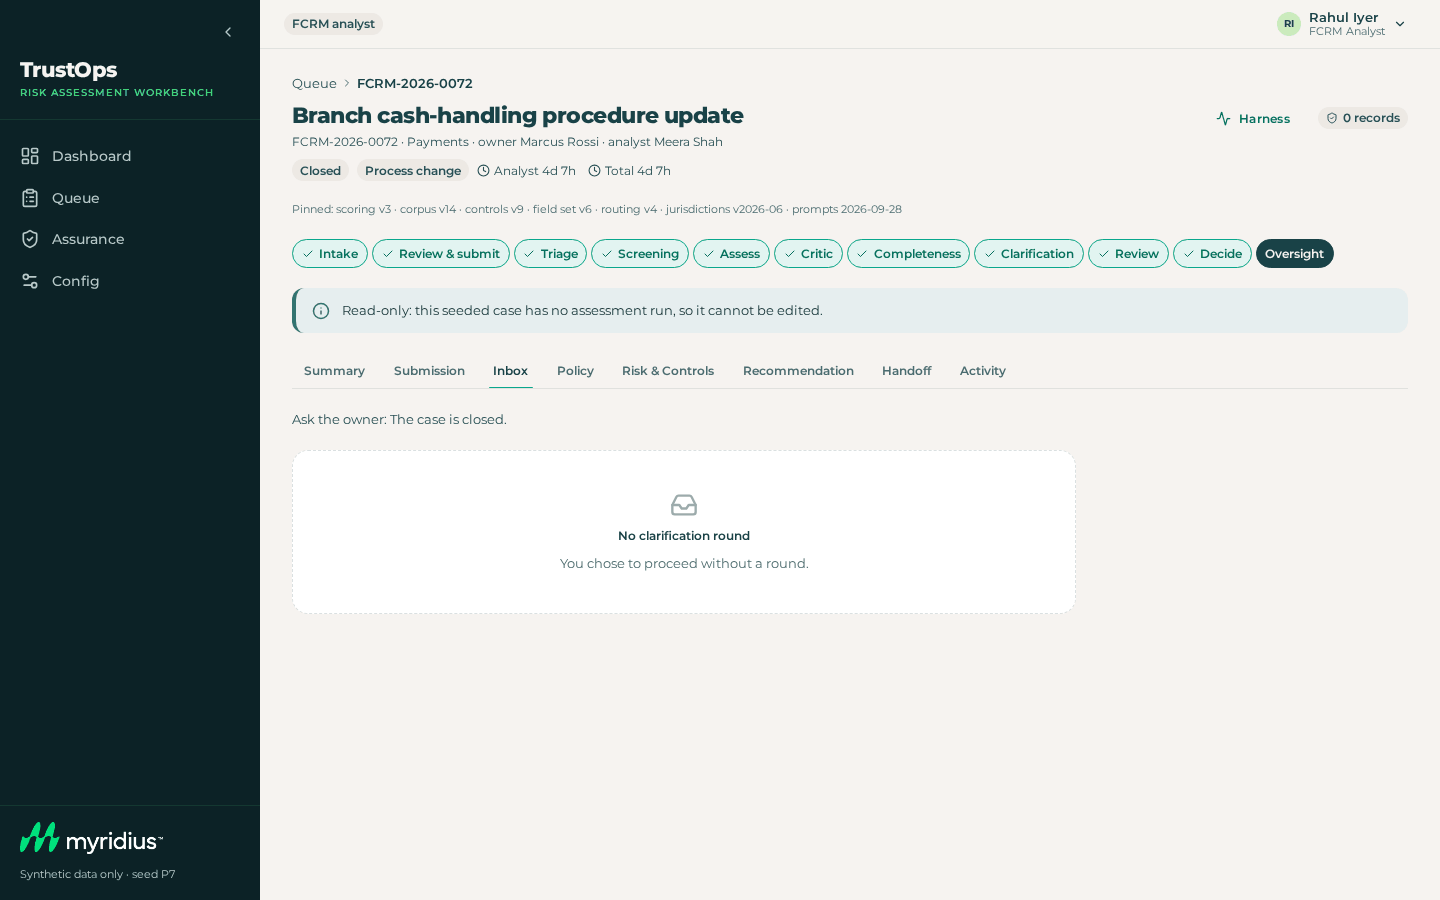 TrustOps
RISK ASSESSMENT WORKBENCH
Dashboard
Queue
Assurance
Config
myridius™
Synthetic data only · seed P7
FCRM analyst
RI
Rahul Iyer
FCRM Analyst
Queue > FCRM-2026-0072
Branch cash-handling procedure update
FCRM-2026-0072 · Payments · owner Marcus Rossi · analyst Meera Shah
Closed Process change Analyst 4d 7h Total 4d 7h
Harness 0 records
Pinned: scoring v3 · corpus v14 · controls v9 · field set v6 · routing v4 · jurisdictions v2026-06 · prompts 2026-09-28
Intake Review & submit Triage Screening Assess Critic Completeness Clarification Review Decide Oversight
Read-only: this seeded case has no assessment run, so it cannot be edited.
Summary Submission Inbox Policy Risk & Controls Recommendation Handoff Activity
Ask the owner: The case is closed.
No clarification round
You chose to proceed without a round.